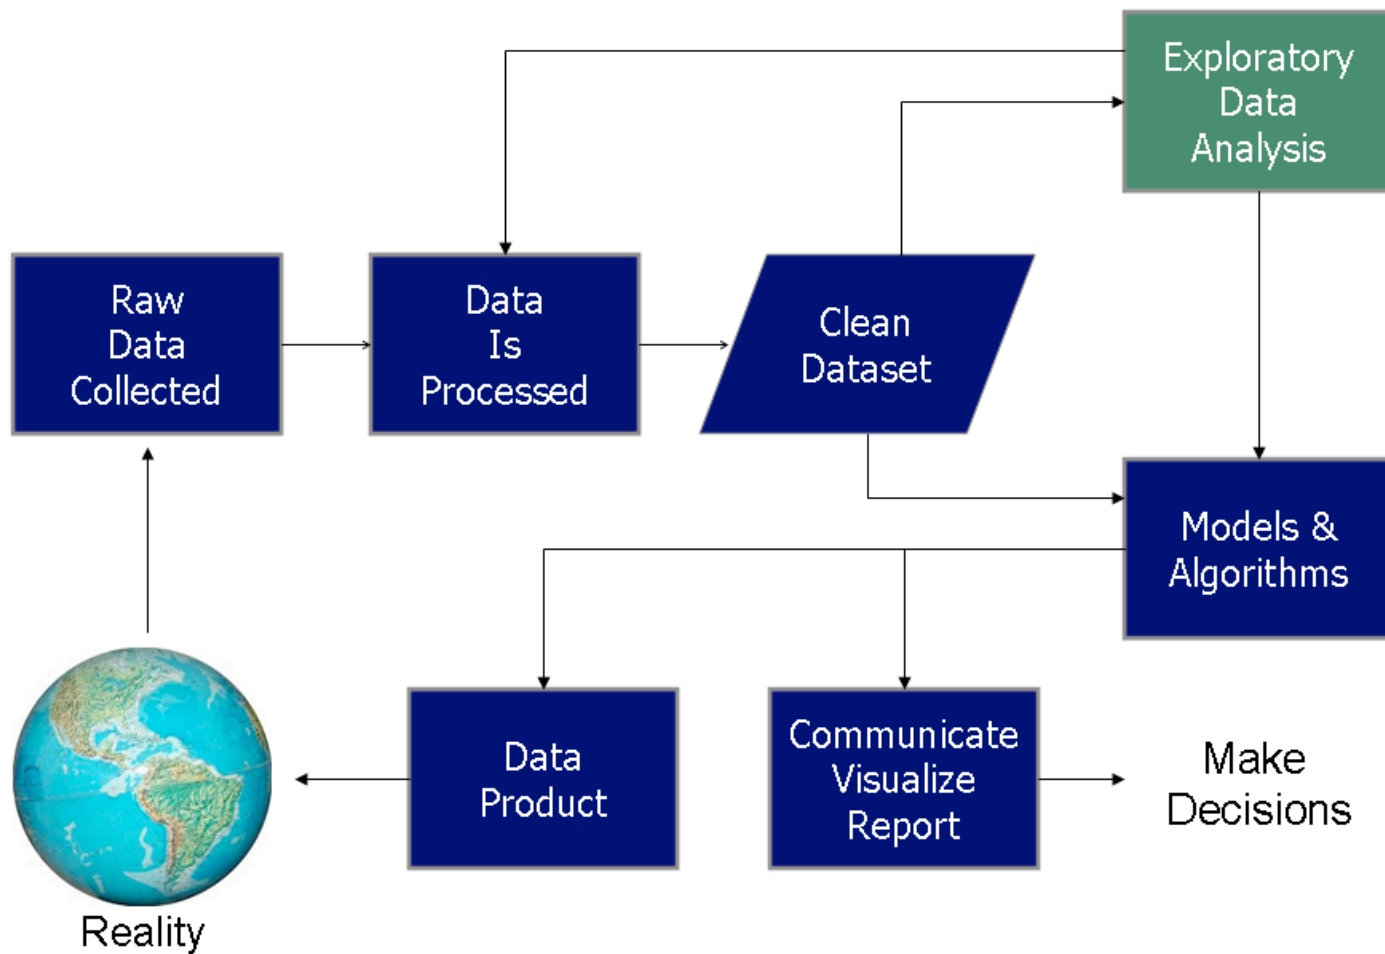 Exploratory
Data
Analysis
Raw
Data
Collected
Data
Is
Processed
Clean
Dataset
Models &
Algorithms
Data
Product
Communicate
Visualize
Report
Make
Decisions
Reality